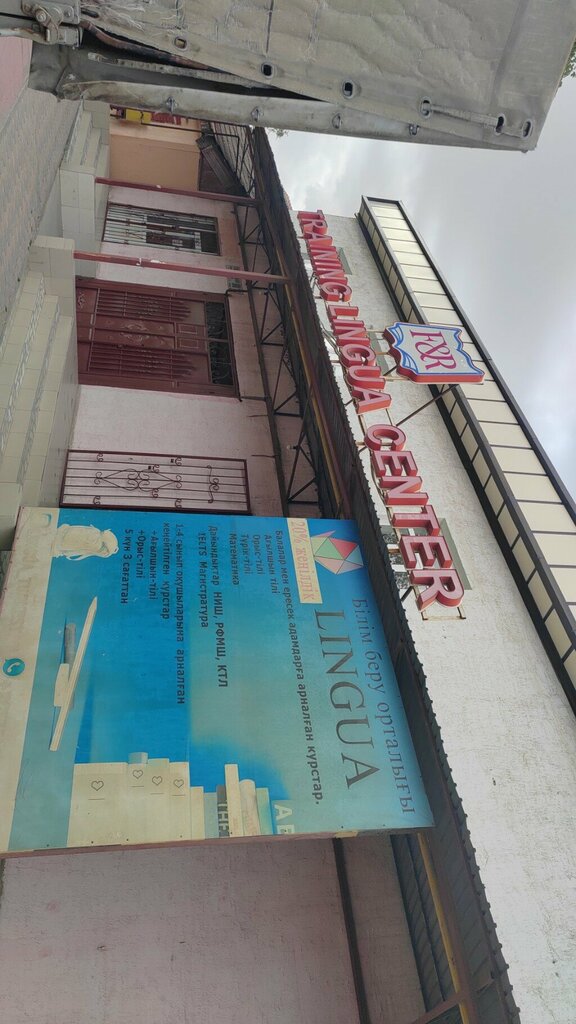 F&R
TRAINING LINGUA CENTER
Білім беру орталығы
LINGUA
20% жеңілдік
Балалар мен ересек адамдарға арналған курстар.
Ағылшын тілі
Орыс-тілі
Түрік-тілі
Математика
Дайындықтар НИШ, РФМШ, КТЛ
IELTS Магистратура
1-4 сынып оқушыларына арналған
кеңейтілген курстар
+Ағылшын-тілі
+Орыс-тілі
5 күн 3 сағаттан